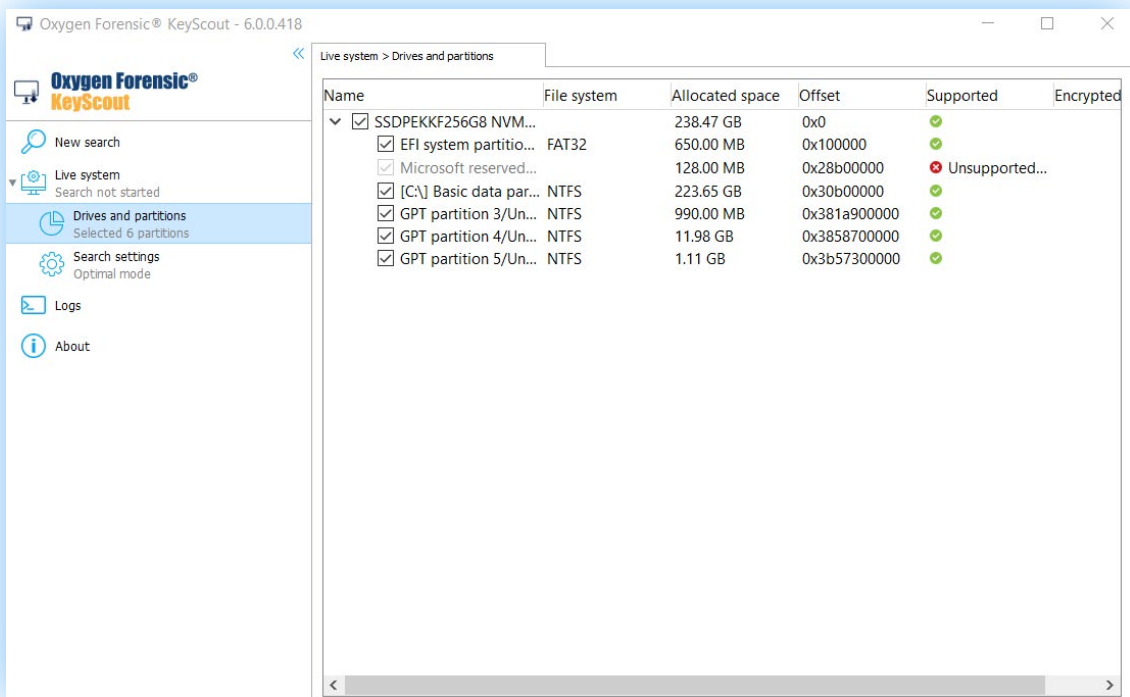 Oxygen Forensic® KeyScout - 6.0.0.418
Oxygen Forensic®
KeyScout
New search
Live system
Search not started
Drives and partitions
Selected 6 partitions
Search settings
Optimal mode
Logs
About
Live system > Drives and partitions
Name File system Allocated space Offset Supported Encrypted
SSDPEKKF256G8 NVM... 238.47 GB 0x0
EFI system partitio... FAT32 650.00 MB 0x100000
Microsoft reserved... 128.00 MB 0x28b00000 Unsupported...
[C:\] Basic data par... NTFS 223.65 GB 0x30b00000
GPT partition 3/Un... NTFS 990.00 MB 0x381a900000
GPT partition 4/Un... NTFS 11.98 GB 0x3858700000
GPT partition 5/Un... NTFS 1.11 GB 0x3b57300000